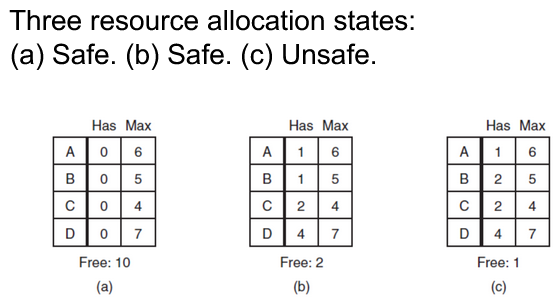 Three resource allocation states:
(a) Safe. (b) Safe. (c) Unsafe.
Has Max
A 0 6
B 0 5
C 0 4
D 0 7
Free: 10
(a)
Has Max
A 1 6
B 1 5
C 2 4
D 4 7
Free: 2
(b)
Has Max
A 1 6
B 2 5
C 2 4
D 4 7
Free: 1
(c)